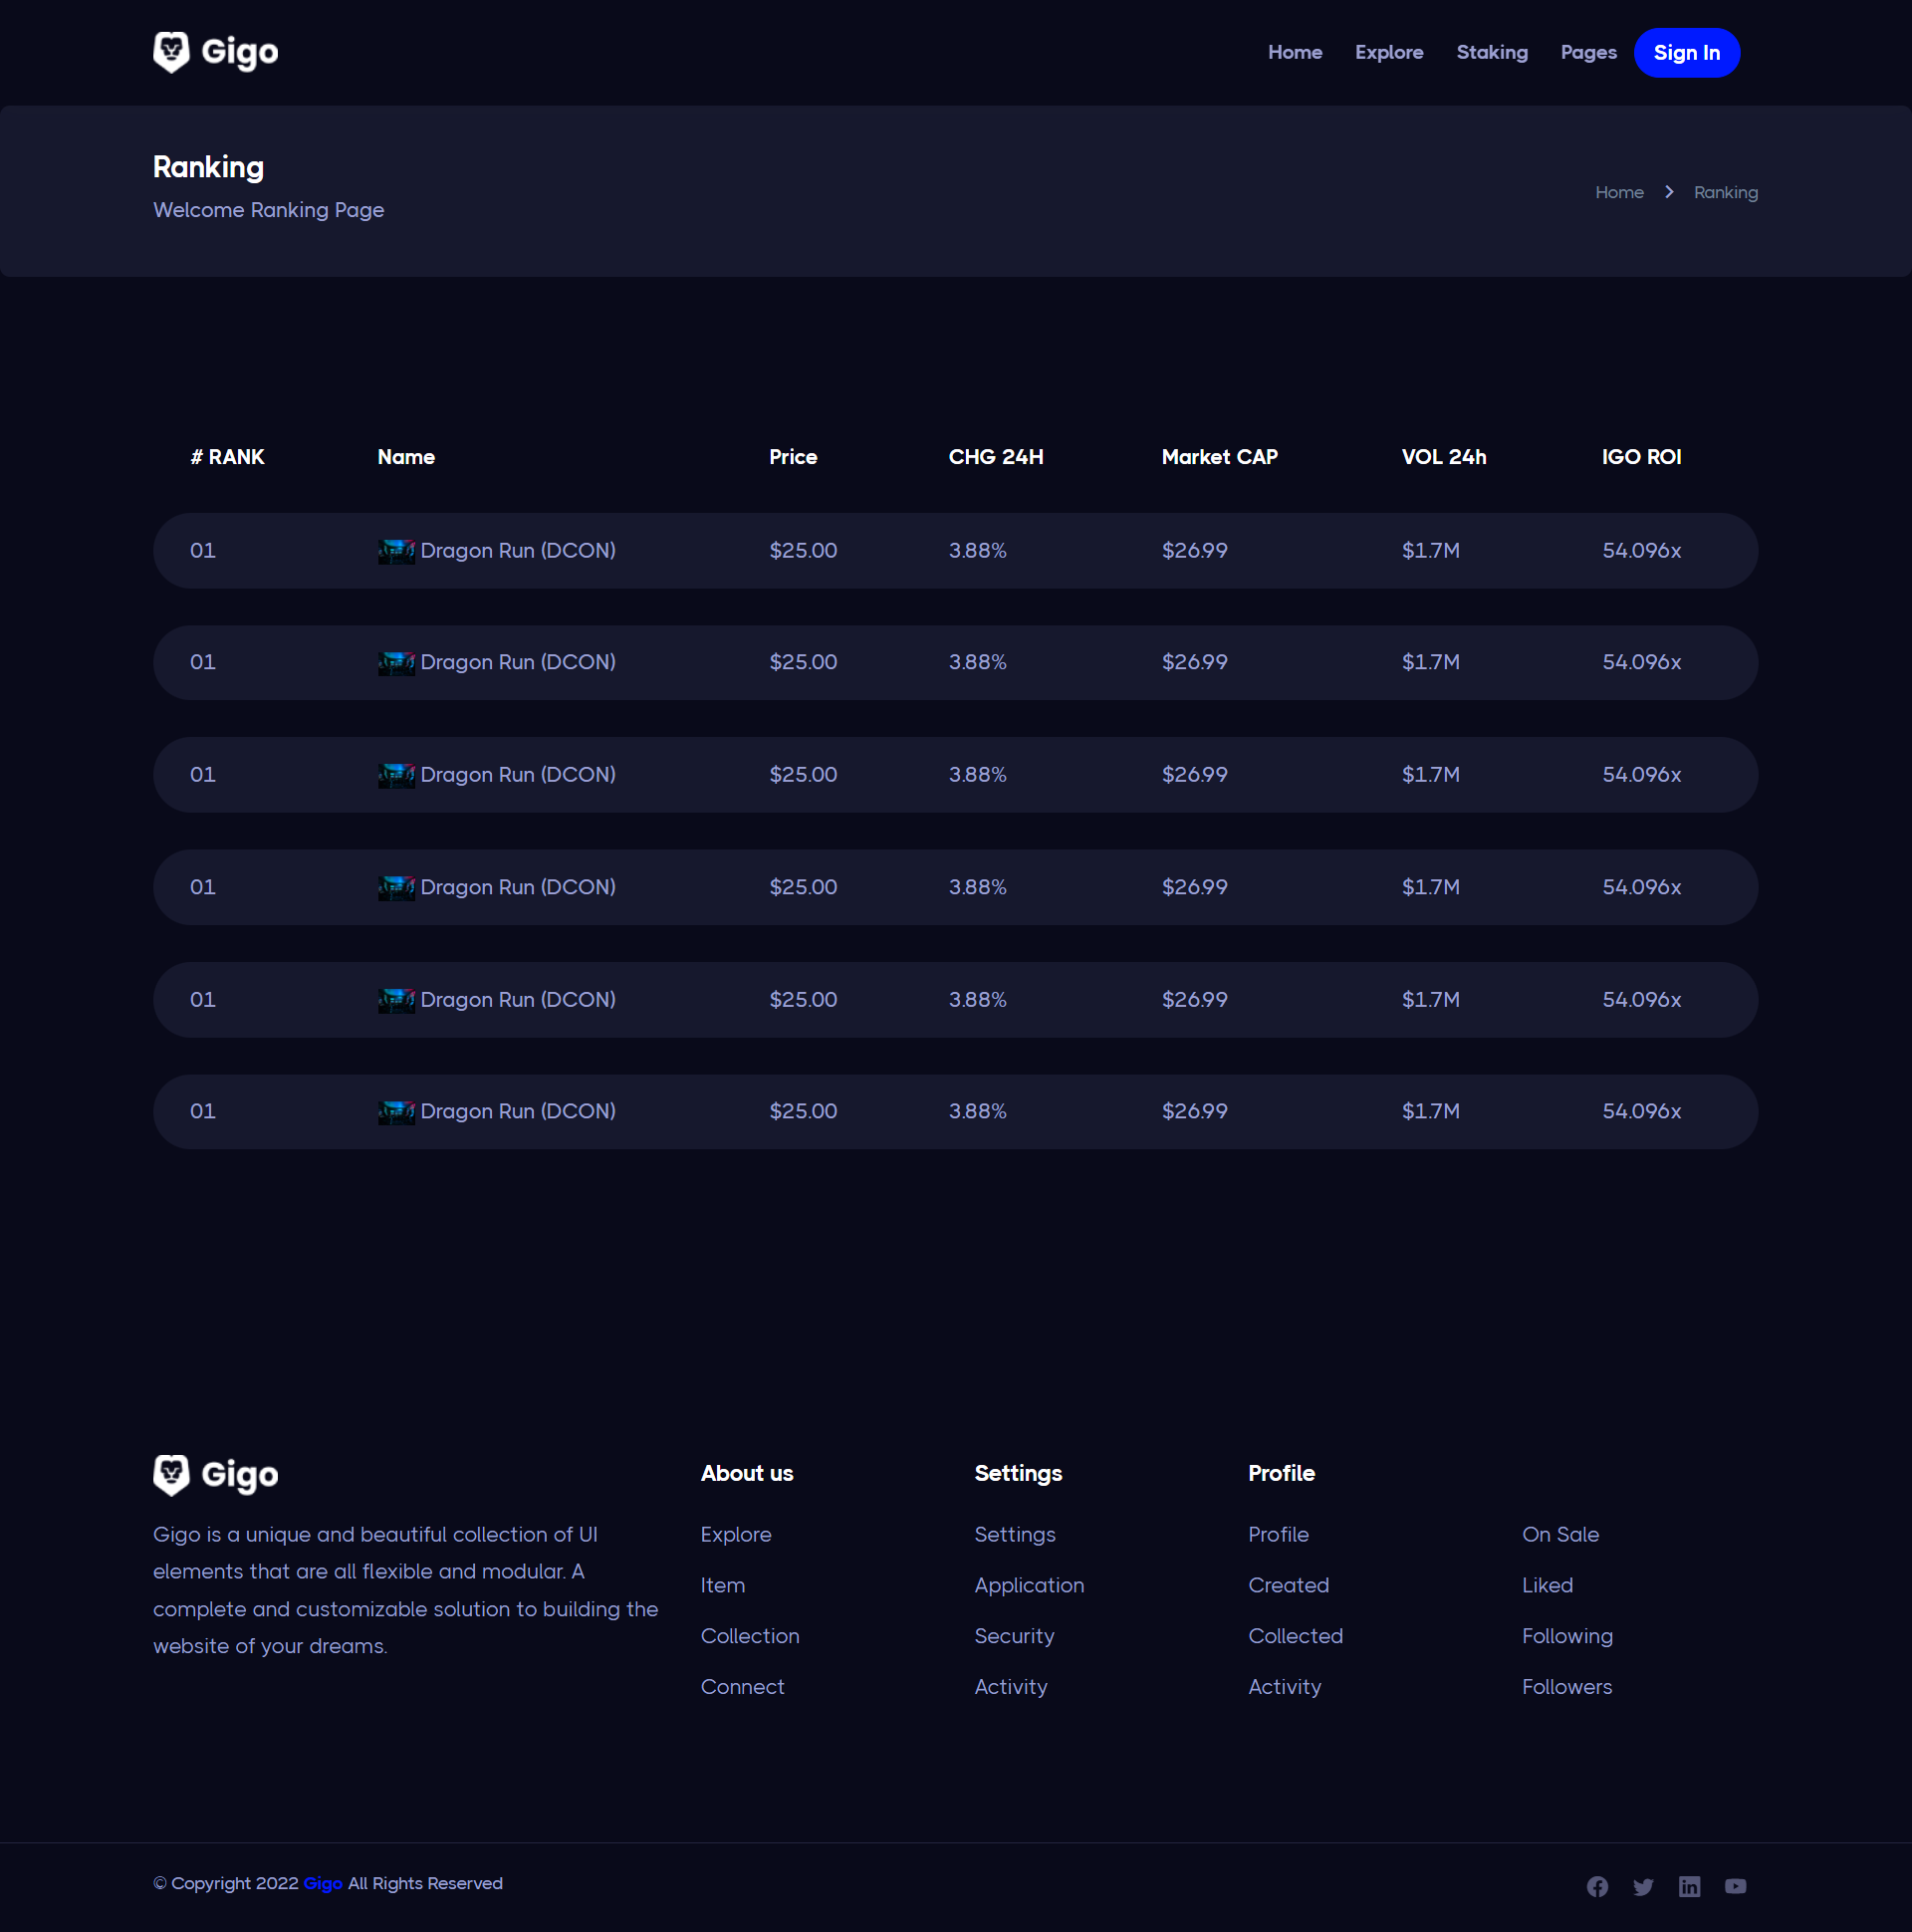 Gigo
Home Explore Staking Pages Sign In
Ranking
Welcome Ranking Page
Home Ranking
# RANK Name Price CHG 24H Market CAP VOL 24h IGO ROI
01 Dragon Run (DCON) $25.00 3.88% $26.99 $1.7M 54.096x
01 Dragon Run (DCON) $25.00 3.88% $26.99 $1.7M 54.096x
01 Dragon Run (DCON) $25.00 3.88% $26.99 $1.7M 54.096x
01 Dragon Run (DCON) $25.00 3.88% $26.99 $1.7M 54.096x
01 Dragon Run (DCON) $25.00 3.88% $26.99 $1.7M 54.096x
01 Dragon Run (DCON) $25.00 3.88% $26.99 $1.7M 54.096x
Gigo
Gigo is a unique and beautiful collection of UI
elements that are all flexible and modular. A
complete and customizable solution to building the
website of your dreams.
About us
Explore
Item
Collection
Connect
Settings
Settings
Application
Security
Activity
Profile
Profile
Created
Collected
Activity
On Sale
Liked
Following
Followers
© Copyright 2022 Gigo All Rights Reserved